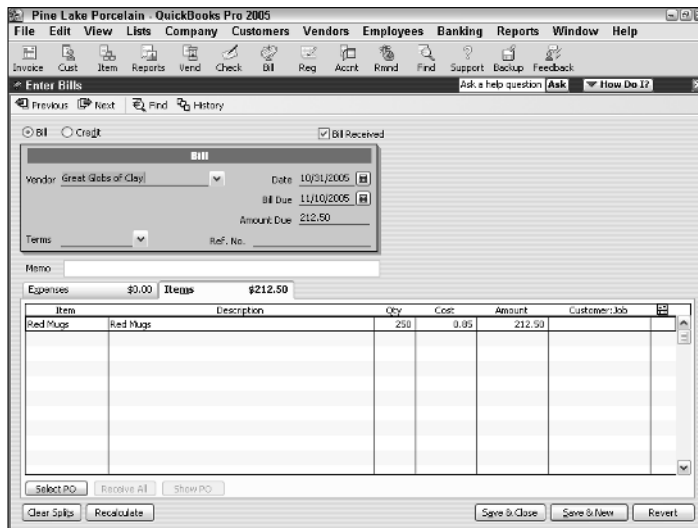 Pine Lake Porcelain - QuickBooks Pro 2005
File Edit View Lists Company Customers Vendors Employees Banking Reports Window Help
Invoice Cust Item Reports Vend Check Bill Reg Accnt Rmnd Find Support Backup Feedback
Enter Bills Ask a help question Ask How Do I?
Previous Next Find History
Bill Credit Bill Received
Bill
Vendor Great Globs of Clay Date 10/31/2005
Bill Due 11/10/2005
Amount Due 212.50
Terms Ref. No.
Memo
Expenses $0.00 Items $212.50
Item Description Qty Cost Amount Customer:Job
Red Mugs Red Mugs 250 0.85 212.50
Select PO Receive All Show PO
Clear Splits Recalculate Save & Close Save & New Revert